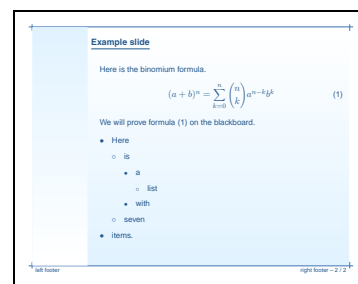 Example slide
Here is the binomium formula.
(a + b)^n = \sum_{k=0}^{n} \binom{n}{k} a^{n-k} b^k (1)
We will prove formula (1) on the blackboard.
• Here
○ is
• a
○ list
• with
○ seven
• items.
left footer right footer – 2 / 2